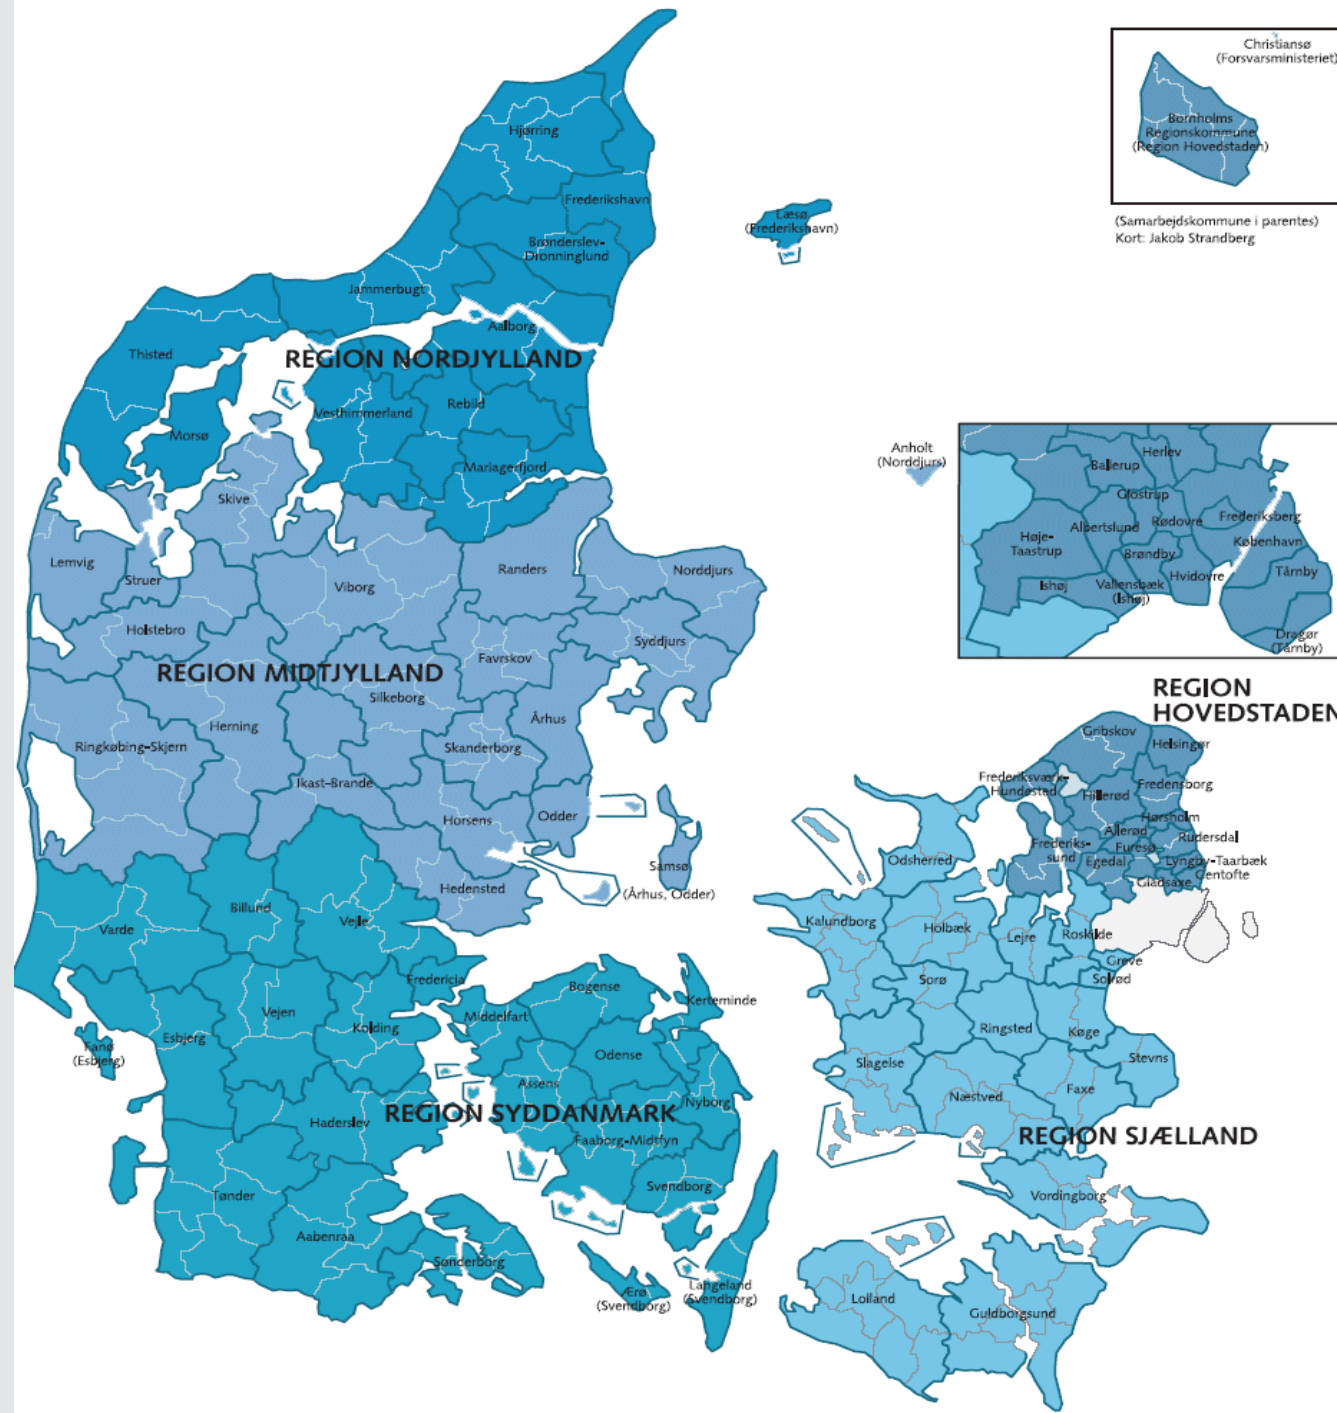 Christiansø
(Forsvarsministeriet)
Bornholms
Regionskommune
(Region Hovedstaden)
(Samarbejdskommune i parentes)
Kort: Jakob Strandberg
Hjørring
Frederikshavn
Læsø
(Frederikshavn)
Brønderslev-
Dronninglund
Jammerbugt
Aalborg
Thisted
REGION NORDJYLLAND
Vesthimmerland
Rebild
Morsø
Mariagerfjord
Anholt
(Norddjurs)
Herlev
Ballerup
Glostrup
Albertslund
Rødovre
Frederiksberg
Høje-
Taastrup
København
Brøndby
Tårnby
Hvidovre
Ishøj
Vallensbæk
(Ishøj)
Dragør
(Tårnby)
Skive
Lemvig
Struer
Viborg
Randers
Norddjurs
Holstebro
Syddjurs
Favrskov
REGION MIDTJYLLAND
Silkeborg
Århus
Herning
Ringkøbing-Skjern
Skanderborg
Ikast-Brande
Horsens
Odder
Samsø
(Århus, Odder)
Hedensted
REGION
HOVEDSTADEN
Gribskov
Helsingør
Frederiksværk-
Hundested
Hillerød
Fredensborg
Hørsholm
Allerød
Rudersdal
Frederiks-
sund
Furesø
Egedal
Lyngby-Taarbæk
Gentofte
Gladsaxe
Odsherred
Kalundborg
Holbæk
Lejre
Roskilde
Greve
Solrød
Sorø
Ringsted
Køge
Stevns
Slagelse
Næstved
Faxe
REGION SJÆLLAND
Vordingborg
Lolland
Guldborgsund
Billund
Vejle
Varde
Fredericia
Bogense
Kerteminde
Middelfart
Vejen
Kolding
Esbjerg
Fanø
(Esbjerg)
Odense
Assens
Nyborg
REGION SYDDANMARK
Haderslev
Faaborg-Midtfyn
Svendborg
Tønder
Aabenraa
Sønderborg
Ærø
(Svendborg)
Langeland
(Svendborg)